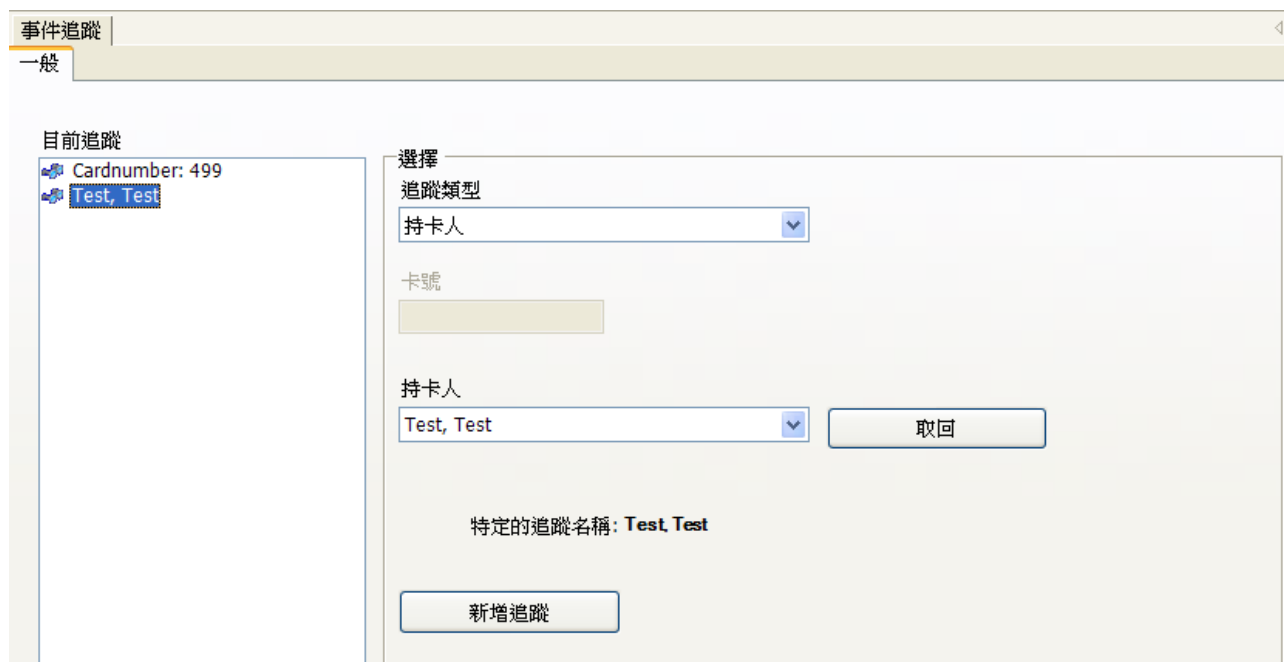 事件追蹤
一般
目前追蹤
Cardnumber: 499
Test, Test
選擇
追蹤類型
持卡人
卡號
持卡人
Test, Test
取回
特定的追蹤名稱: Test, Test
新增追蹤